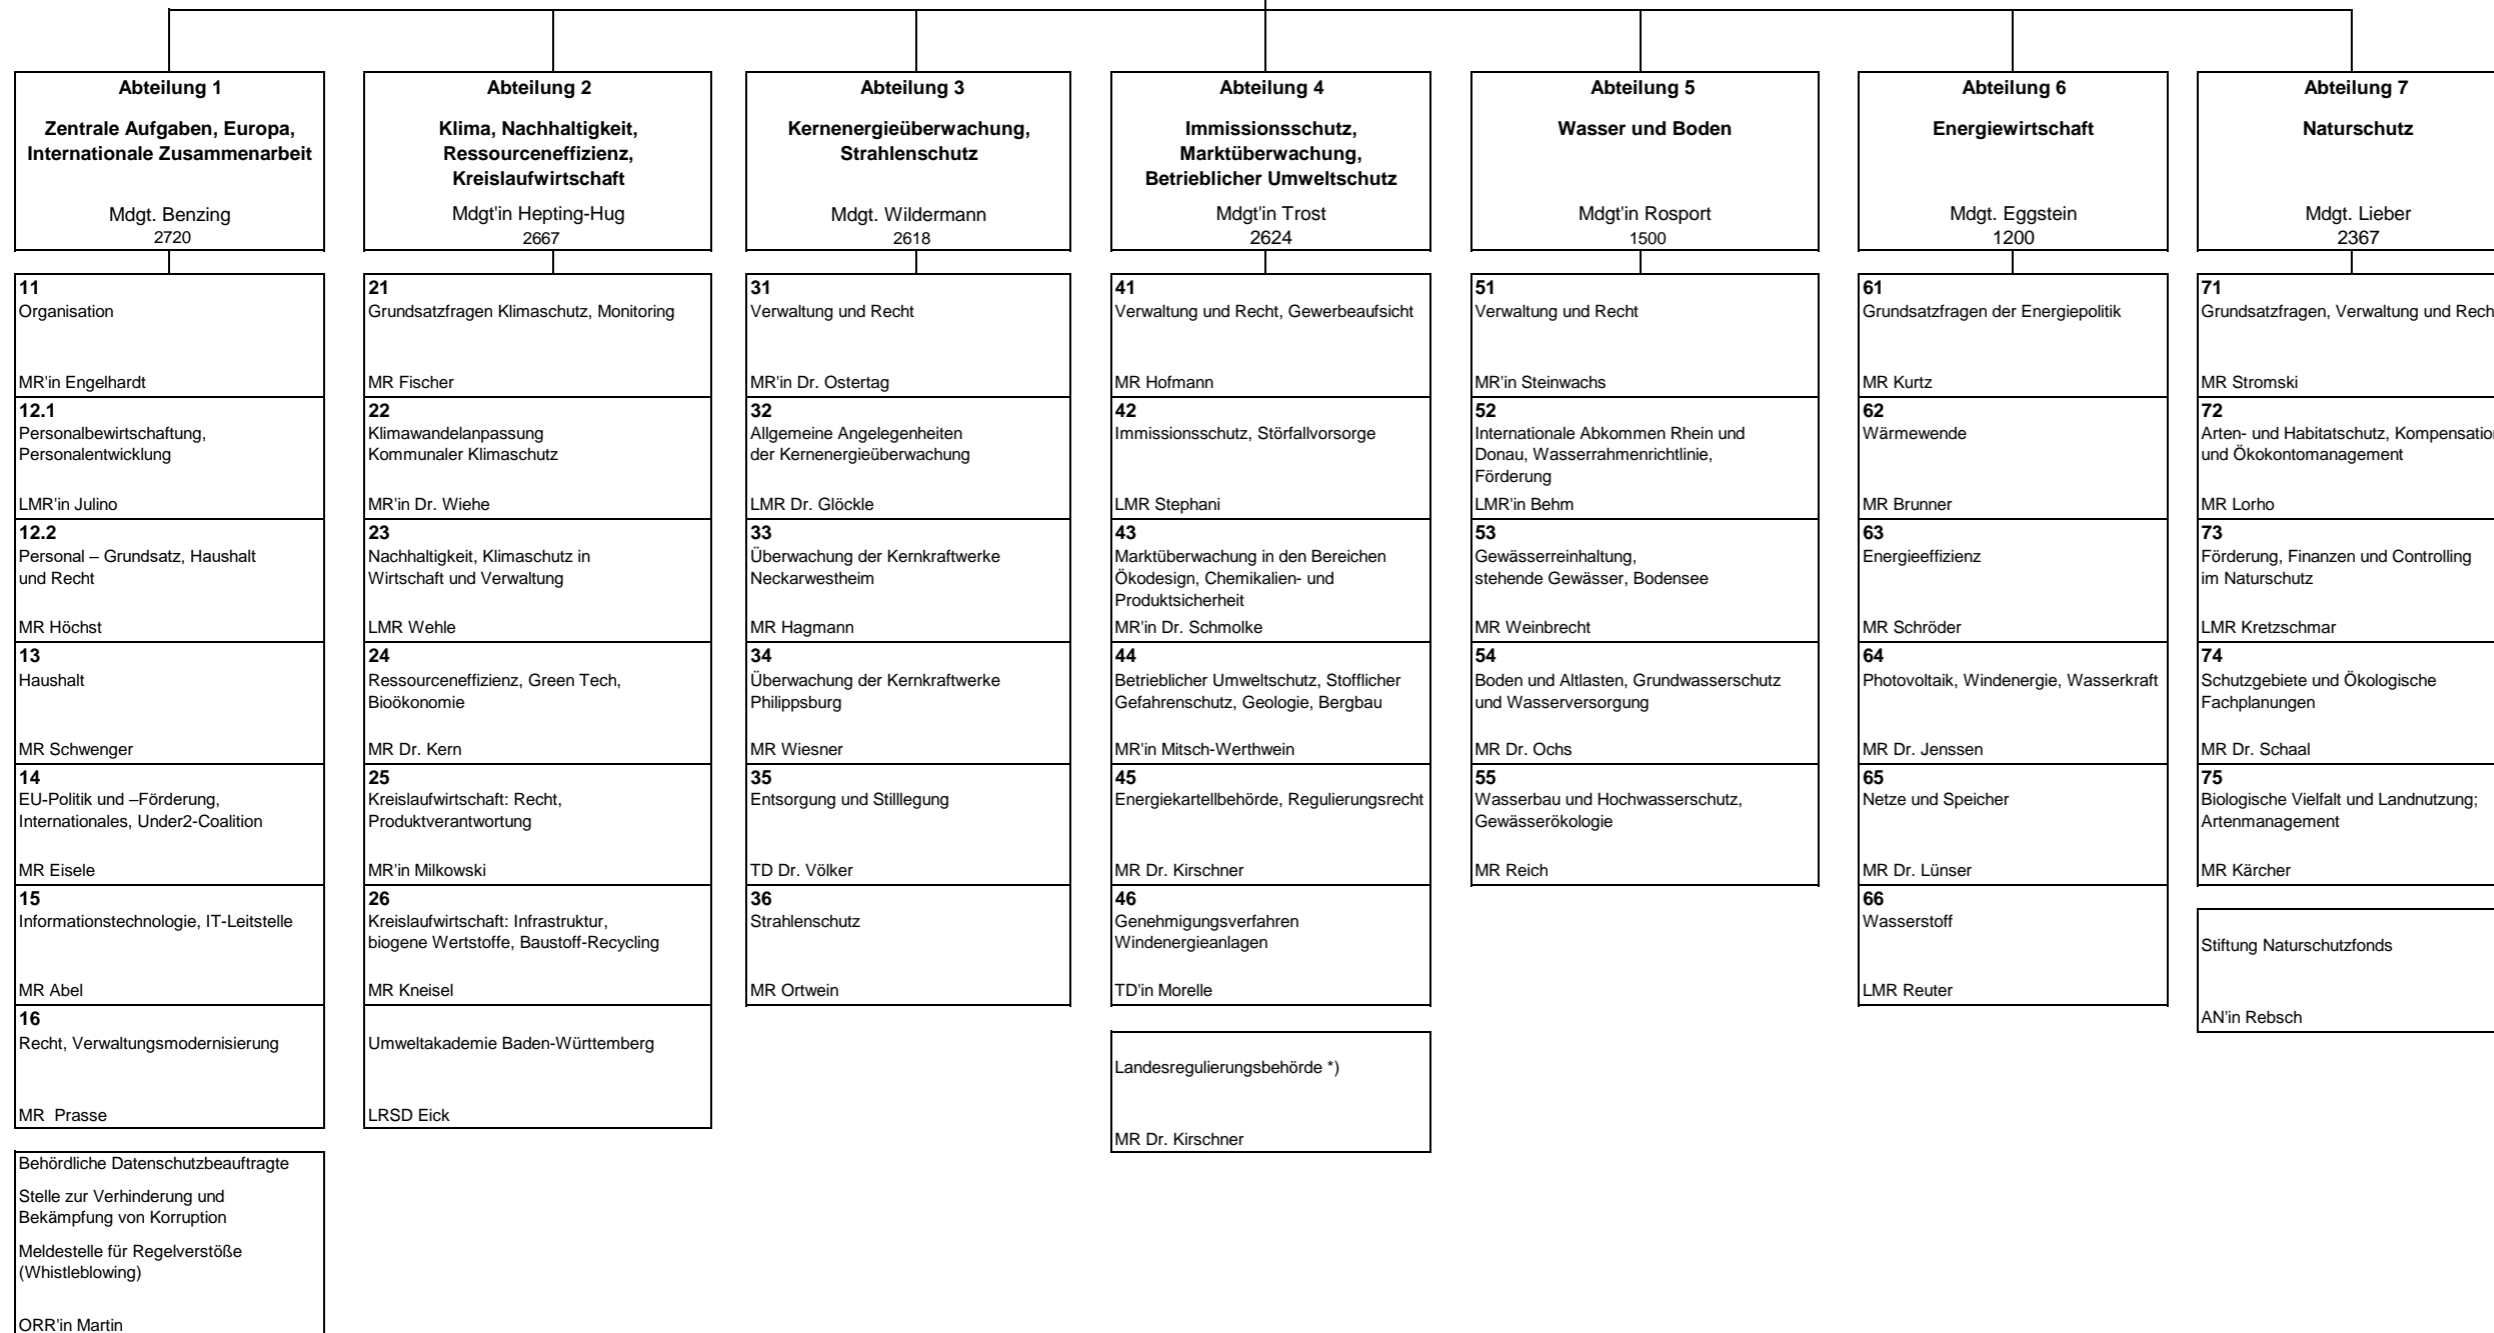 Abteilung 1
Zentrale Aufgaben, Europa,
Internationale Zusammenarbeit
Mdgt. Benzing
2720
11
Organisation
MR'in Engelhardt
12.1
Personalbewirtschaftung,
Personalentwicklung
LMR'in Julino
12.2
Personal – Grundsatz, Haushalt
und Recht
MR Höchst
13
Haushalt
MR Schwenger
14
EU-Politik und –Förderung,
Internationales, Under2-Coalition
MR Eisele
15
Informationstechnologie, IT-Leitstelle
MR Abel
16
Recht, Verwaltungsmodernisierung
MR Prasse
Behördliche Datenschutzbeauftragte
Stelle zur Verhinderung und
Bekämpfung von Korruption
Meldestelle für Regelverstöße
(Whistleblowing)
ORR'in Martin
Abteilung 2
Klima, Nachhaltigkeit,
Ressourceneffizienz,
Kreislaufwirtschaft
Mdgt'in Hepting-Hug
2667
21
Grundsatzfragen Klimaschutz, Monitoring
MR Fischer
22
Klimawandelanpassung
Kommunaler Klimaschutz
MR'in Dr. Wiehe
23
Nachhaltigkeit, Klimaschutz in
Wirtschaft und Verwaltung
LMR Wehle
24
Ressourceneffizienz, Green Tech,
Bioökonomie
MR Dr. Kern
25
Kreislaufwirtschaft: Recht,
Produktverantwortung
MR'in Milkowski
26
Kreislaufwirtschaft: Infrastruktur,
biogene Wertstoffe, Baustoff-Recycling
MR Kneisel
Umweltakademie Baden-Württemberg
LRSD Eick
Abteilung 3
Kernenergieüberwachung,
Strahlenschutz
Mdgt. Wildermann
2618
31
Verwaltung und Recht
MR'in Dr. Ostertag
32
Allgemeine Angelegenheiten
der Kernenergieüberwachung
LMR Dr. Glöckle
33
Überwachung der Kernkraftwerke
Neckarwestheim
MR Hagmann
34
Überwachung der Kernkraftwerke
Philippsburg
MR Wiesner
35
Entsorgung und Stilllegung
TD Dr. Völker
36
Strahlenschutz
MR Ortwein
Abteilung 4
Immissionsschutz,
Marktüberwachung,
Betrieblicher Umweltschutz
Mdgt'in Trost
2624
41
Verwaltung und Recht, Gewerbeaufsicht
MR Hofmann
42
Immissionsschutz, Störfallvorsorge
LMR Stephani
43
Marktüberwachung in den Bereichen
Ökodesign, Chemikalien- und
Produktsicherheit
MR'in Dr. Schmolke
44
Betrieblicher Umweltschutz, Stofflicher
Gefahrenschutz, Geologie, Bergbau
MR'in Mitsch-Werthwein
45
Energiekartellbehörde, Regulierungsrecht
MR Dr. Kirschner
46
Genehmigungsverfahren
Windenergieanlagen
TD'in Morelle
Landesregulierungsbehörde *)
MR Dr. Kirschner
Abteilung 5
Wasser und Boden
Mdgt'in Rosport
1500
51
Verwaltung und Recht
MR'in Steinwachs
52
Internationale Abkommen Rhein und
Donau, Wasserrahmenrichtlinie,
Förderung
LMR'in Behm
53
Gewässerreinhaltung,
stehende Gewässer, Bodensee
MR Weinbrecht
54
Boden und Altlasten, Grundwasserschutz
und Wasserversorgung
MR Dr. Ochs
55
Wasserbau und Hochwasserschutz,
Gewässerökologie
MR Reich
Abteilung 6
Energiewirtschaft
Mdgt. Eggstein
1200
61
Grundsatzfragen der Energiepolitik
MR Kurtz
62
Wärmewende
MR Brunner
63
Energieeffizienz
MR Schröder
64
Photovoltaik, Windenergie, Wasserkraft
MR Dr. Jenssen
65
Netze und Speicher
MR Dr. Lünser
66
Wasserstoff
LMR Reuter
Abteilung 7
Naturschutz
Mdgt. Lieber
2367
71
Grundsatzfragen, Verwaltung und Rech
MR Stromski
72
Arten- und Habitatschutz, Kompensation
und Ökokontomanagement
MR Lorho
73
Förderung, Finanzen und Controlling
im Naturschutz
LMR Kretzschmar
74
Schutzgebiete und Ökologische
Fachplanungen
MR Dr. Schaal
75
Biologische Vielfalt und Landnutzung;
Artenmanagement
MR Kärcher
Stiftung Naturschutzfonds
AN'in Rebsch